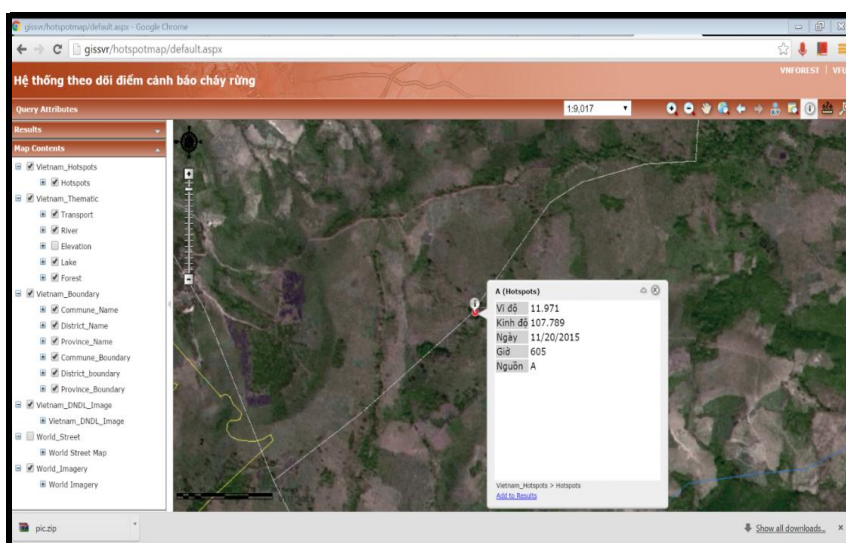 gissvr/hotspotmap/default.aspx - Google Chrome
gissvr/hotspotmap/default.aspx
Hệ thống theo dõi điểm cảnh báo cháy rừng
VNFOREST | VFU
Query Attributes
1:9,017
Results
Map Contents
Vietnam_Hotspots
Hotspots
Vietnam_Thematic
Transport
River
Elevation
Lake
Forest
Vietnam_Boundary
Commune_Name
District_Name
Province_Name
Commune_Boundary
District_boundary
Province_Boundary
Vietnam_DNDL_Image
Vietnam_DNDL_Image
World_Street
World Street Map
World_Imagery
World Imagery
A (Hotspots)
Vĩ độ 11.971
Kinh độ 107.789
Ngày 11/20/2015
Giờ 605
Nguồn A
Vietnam_Hotspots > Hotspots
Add to Results
2
pic.zip
Show all downloads...